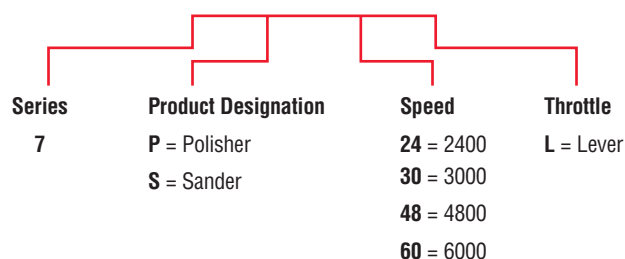 Series Product Designation Speed Throttle
7 P = Polisher 24 = 2400 L = Lever
S = Sander 30 = 3000
48 = 4800
60 = 6000